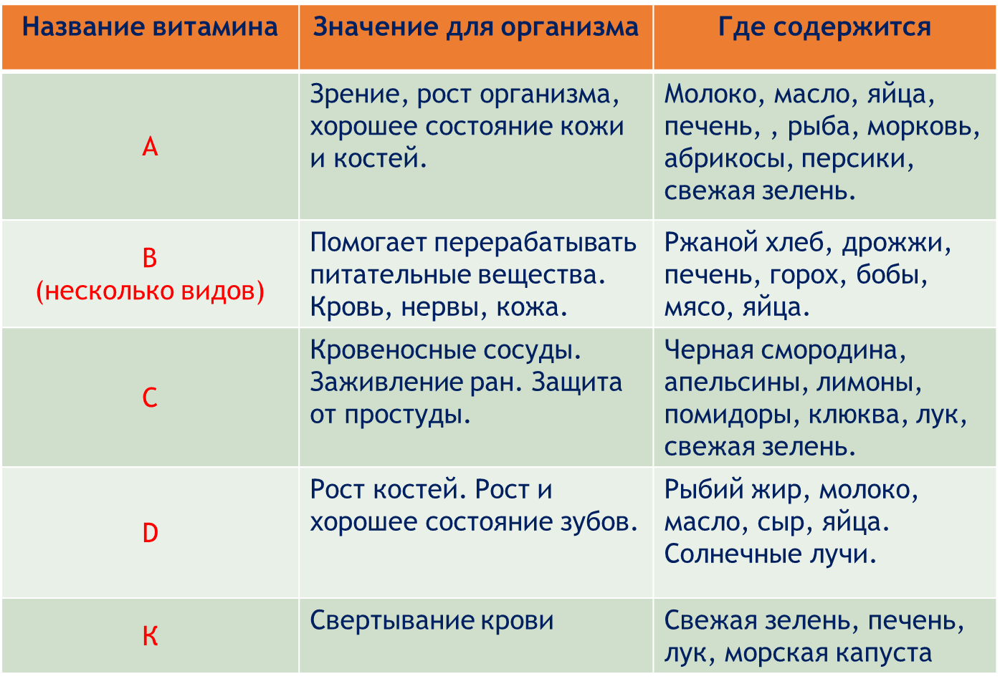 Название витамина
Значение для организма
Где содержится
А
Зрение, рост организма,
хорошее состояние кожи
и костей.
Молоко, масло, яйца,
печень, , рыба, морковь,
абрикосы, персики,
свежая зелень.
В
(несколько видов)
Помогает перерабатывать
питательные вещества.
Кровь, нервы, кожа.
Ржаной хлеб, дрожжи,
печень, горох, бобы,
мясо, яйца.
С
Кровеносные сосуды.
Заживление ран. Защита
от простуды.
Черная смородина,
апельсины, лимоны,
помидоры, клюква, лук,
свежая зелень.
D
Рост костей. Рост и
хорошее состояние зубов.
Рыбий жир, молоко,
масло, сыр, яйца.
Солнечные лучи.
К
Свертывание крови
Свежая зелень, печень,
лук, морская капуста